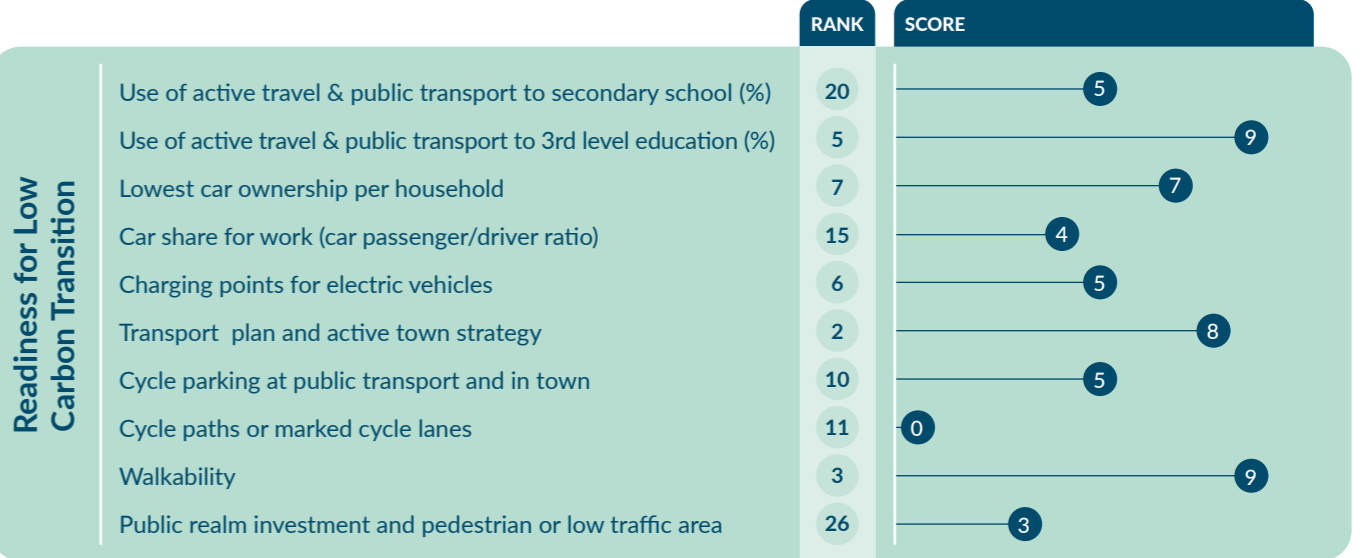 RANK SCORE
Readiness for Low
Carbon Transition
Use of active travel & public transport to secondary school (%) 20 5
Use of active travel & public transport to 3rd level education (%) 5 9
Lowest car ownership per household 7 7
Car share for work (car passenger/driver ratio) 15 4
Charging points for electric vehicles 6 5
Transport plan and active town strategy 2 8
Cycle parking at public transport and in town 10 5
Cycle paths or marked cycle lanes 11 0
Walkability 3 9
Public realm investment and pedestrian or low traffic area 26 3